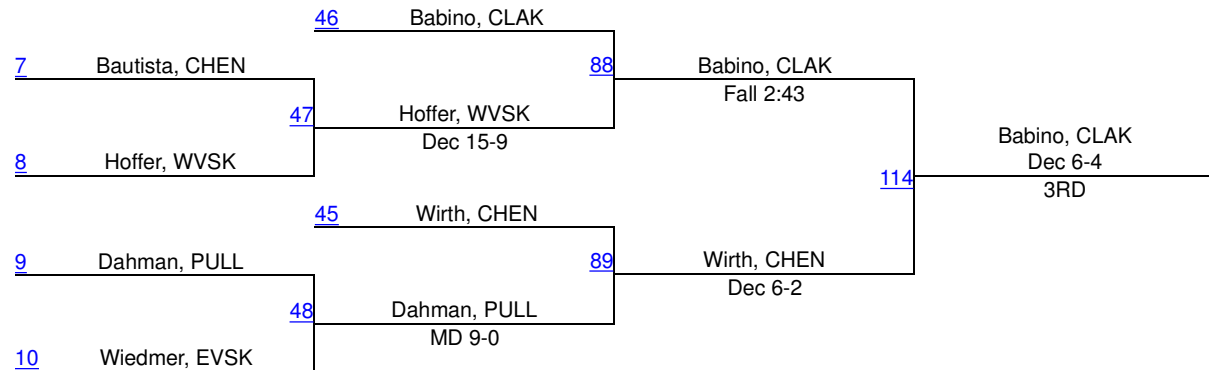 46 Babino, CLAK
7 Bautista, CHEN
88 Babino, CLAK
Fall 2:43
47 Hoffer, WVSK
Dec 15-9
8 Hoffer, WVSK
Babino, CLAK
Dec 6-4
114
3RD
45 Wirth, CHEN
9 Dahman, PULL
89 Wirth, CHEN
Dec 6-2
48 Dahman, PULL
MD 9-0
10 Wiedmer, EVSK